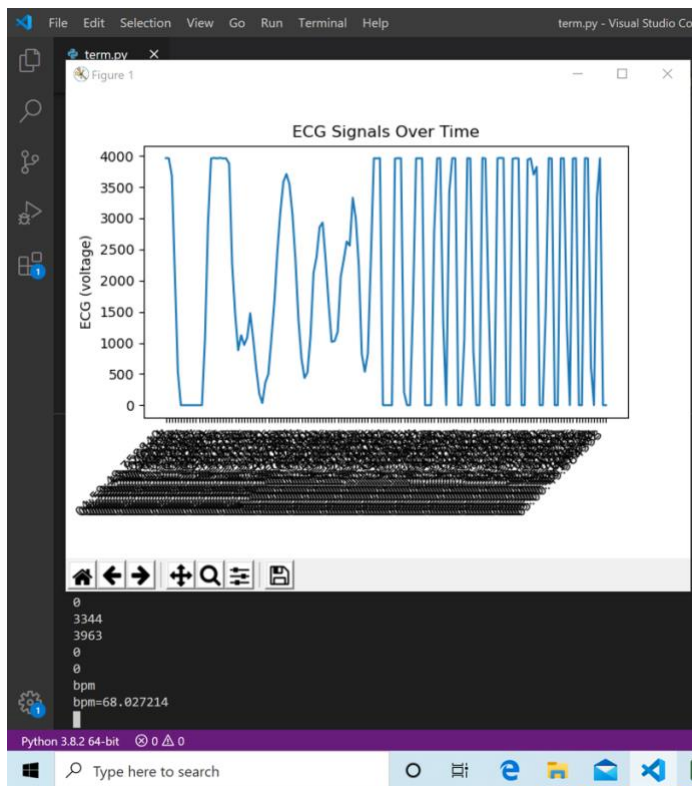 File Edit Selection View Go Run Terminal Help term.py - Visual Studio Co
term.py
Figure 1
ECG Signals Over Time
4000
3500
3000
2500
2000
1500
1000
500
0
ECG (voltage)
1
0
3344
3963
0
0
bpm
bpm=68.027214
1
Python 3.8.2 64-bit 0 0
Type here to search